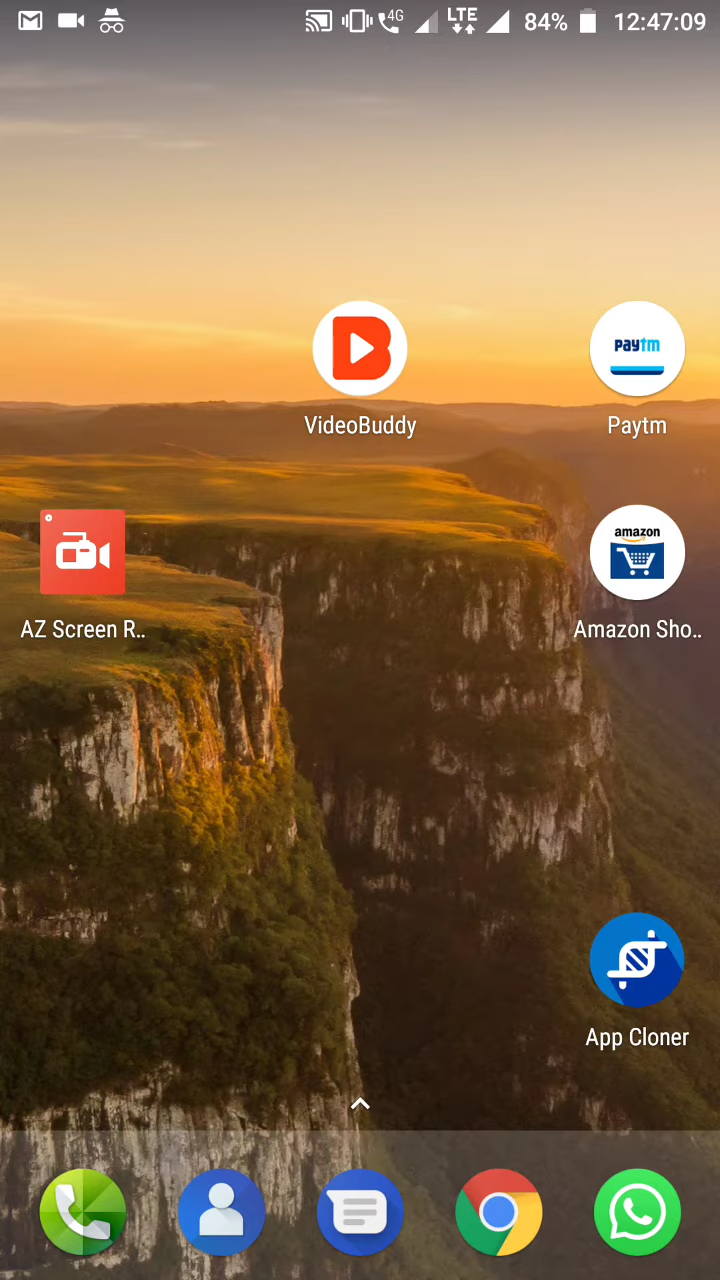 4G LTE 84% 12:47:09
VideoBuddy
paytm
Paytm
AZ Screen R..
amazon
Amazon Sho..
App Cloner